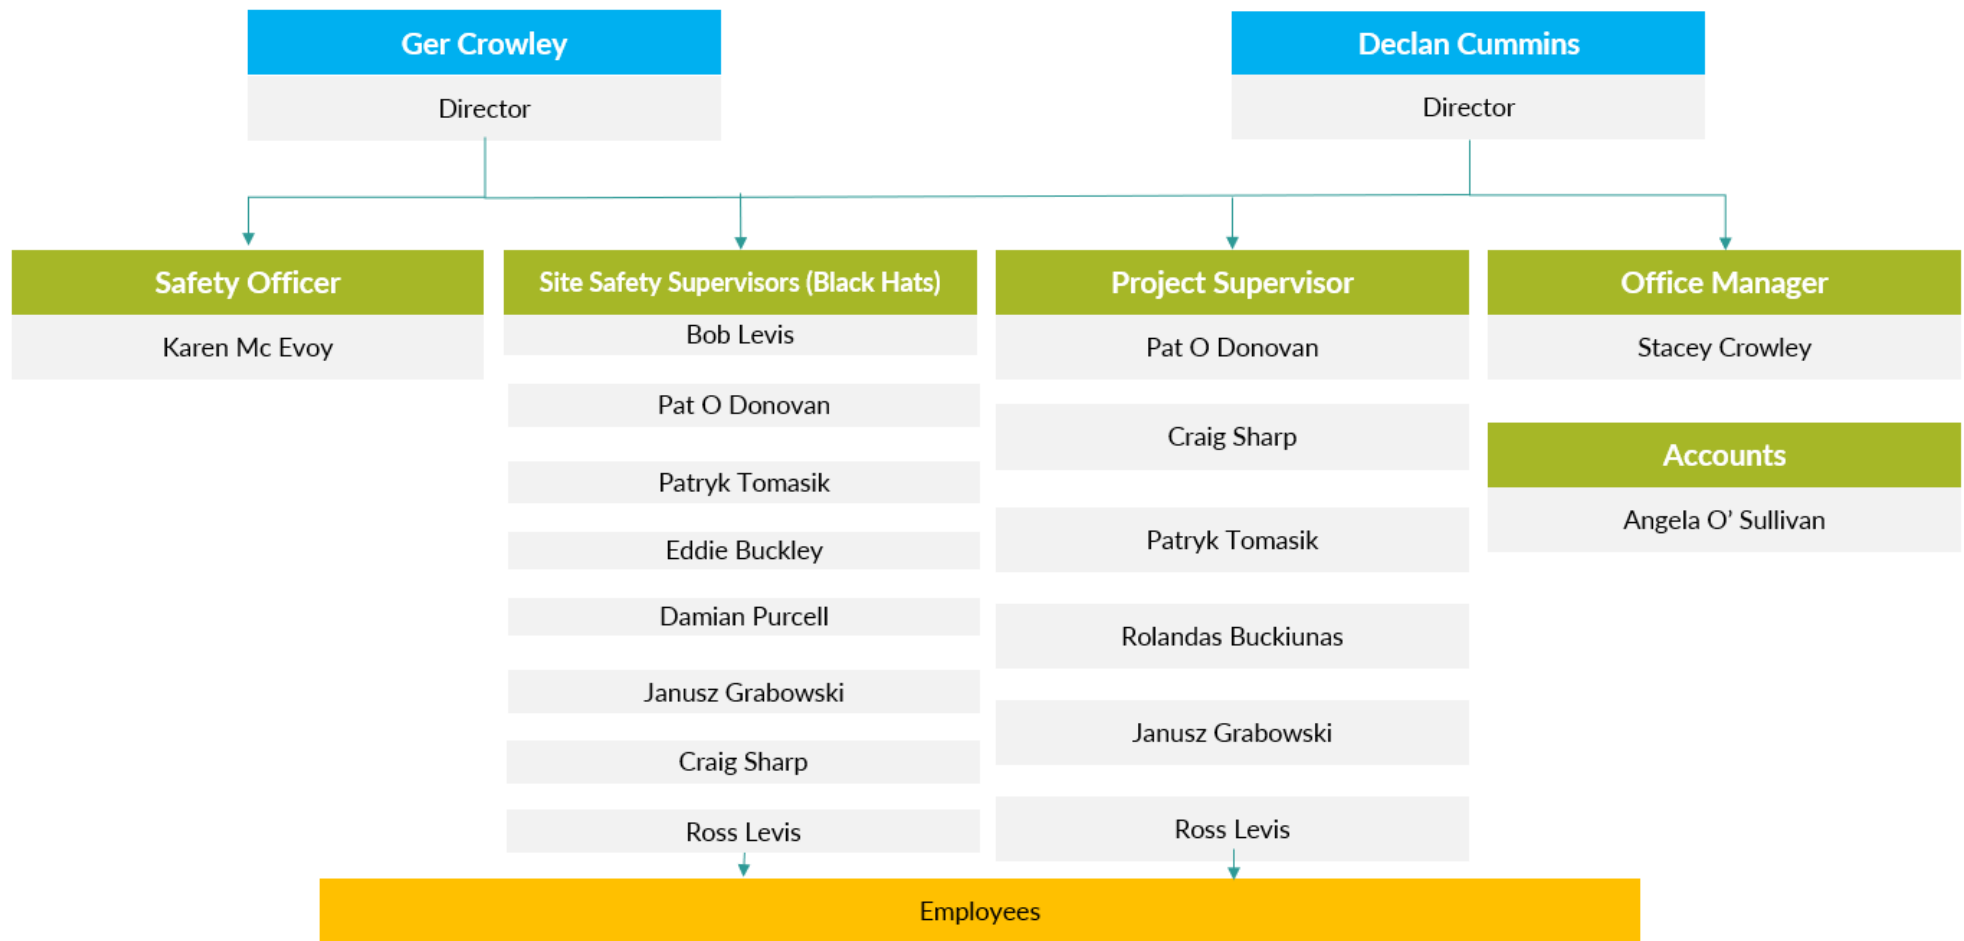 Ger Crowley
Director
Declan Cummins
Director
Safety Officer
Karen Mc Evoy
Site Safety Supervisors (Black Hats)
Bob Levis
Pat O Donovan
Patryk Tomasik
Eddie Buckley
Damian Purcell
Janusz Grabowski
Craig Sharp
Ross Levis
Project Supervisor
Pat O Donovan
Craig Sharp
Patryk Tomasik
Rolandas Buckiunas
Janusz Grabowski
Ross Levis
Office Manager
Stacey Crowley
Accounts
Angela O’ Sullivan
Employees